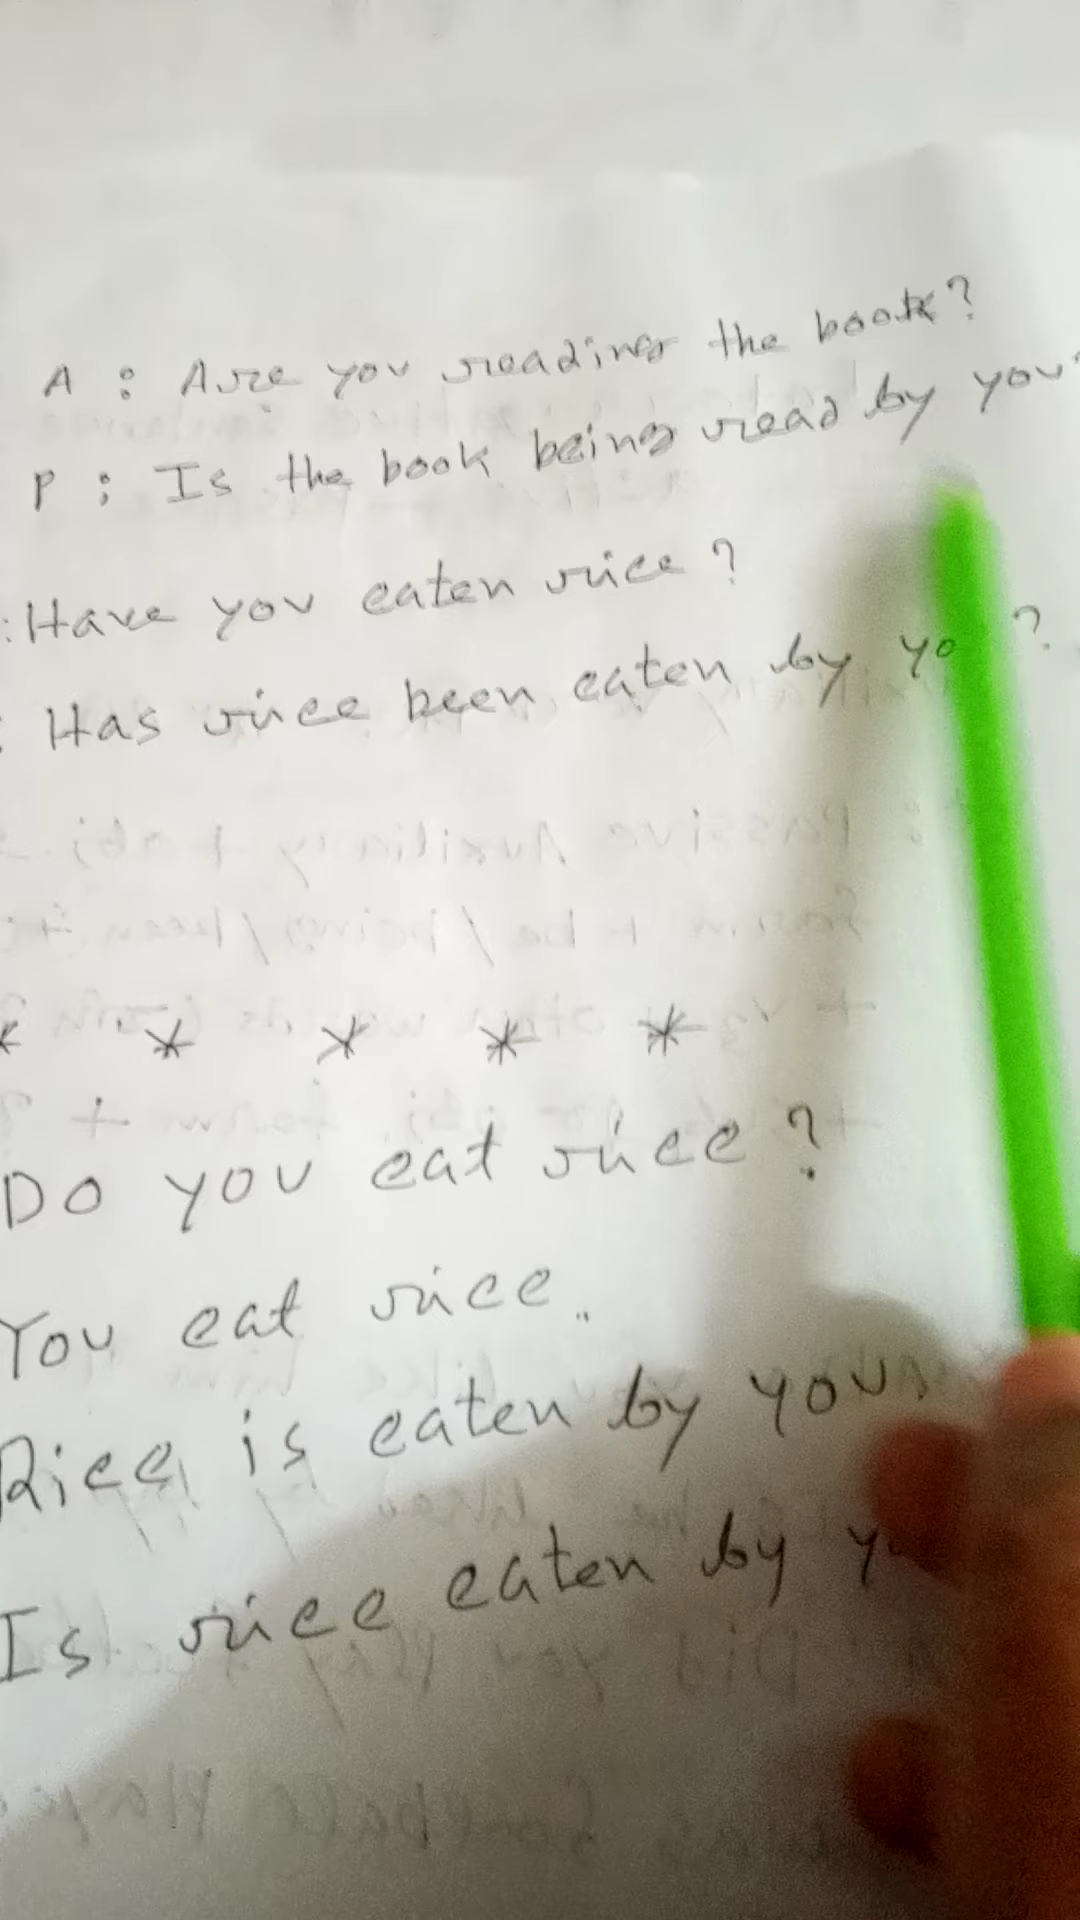 A : Are you reading the book?
P : Is the book being read by you?
: Have you eaten rice ?
: Has rice been eaten by you ?
* * * * *
Do you eat rice ?
You eat rice.
Rice is eaten by you
Is rice eaten by